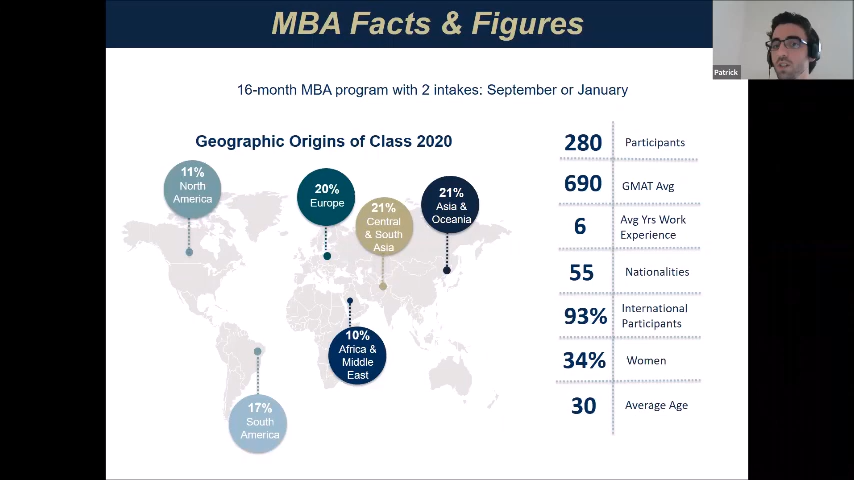 MBA Facts & Figures
Patrick
16-month MBA program with 2 intakes: September or January
Geographic Origins of Class 2020
11%
North
America
20%
Europe
21%
Central
& South
Asia
21%
Asia &
Oceania
10%
Africa &
Middle
East
17%
South
America
280 Participants
690 GMAT Avg
6 Avg Yrs Work
Experience
55 Nationalities
93% International
Participants
34% Women
30 Average Age